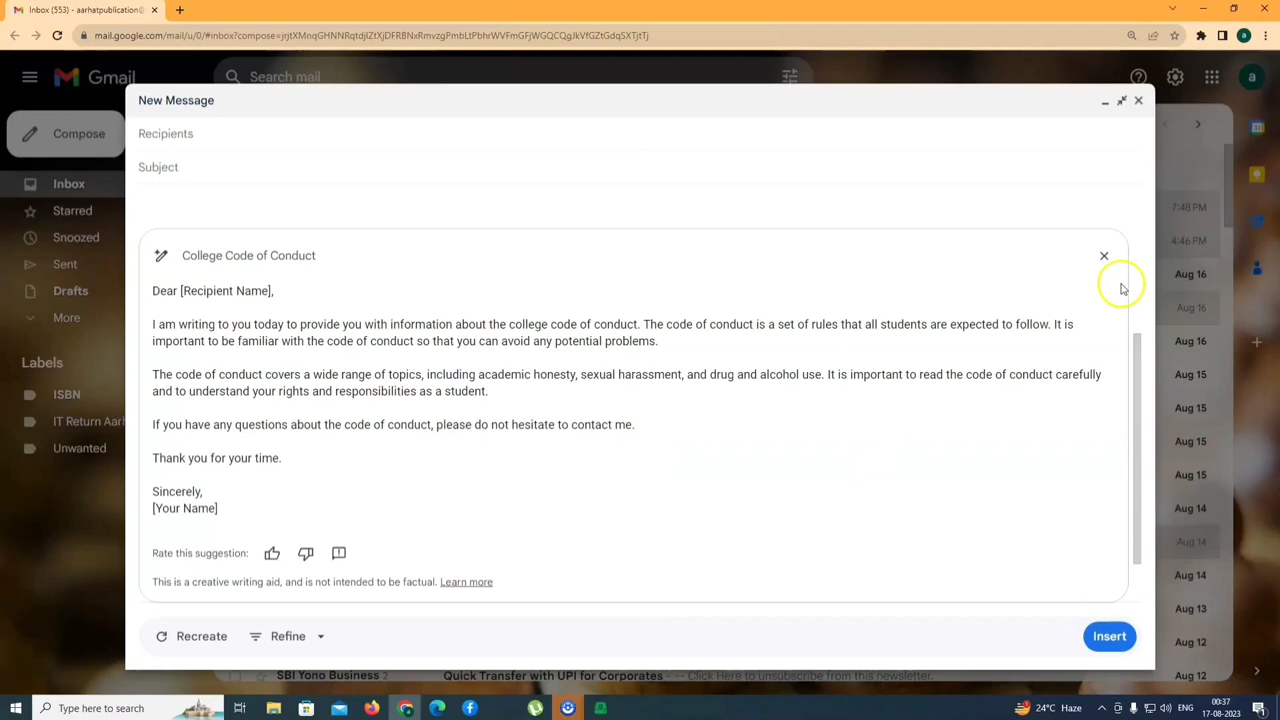 Inbox (553) - aarhatpublication@
mail.google.com/mail/u/0/#inbox?compose=
Gmail
Search mail
a
a
Compose
Inbox
Starred
Snoozed
Sent
Drafts
More
Labels
ISBN
IT Return Aarh
Unwanted
New Message
Recipients
Subject
College Code of Conduct
Dear [Recipient Name],
I am writing to you today to provide you with information about the college code of conduct. The code of conduct is a set of rules that all students are expected to follow. It is
important to be familiar with the code of conduct so that you can avoid any potential problems.
The code of conduct covers a wide range of topics, including academic honesty, sexual harassment, and drug and alcohol use. It is important to read the code of conduct carefully
and to understand your rights and responsibilities as a student.
If you have any questions about the code of conduct, please do not hesitate to contact me.
Thank you for your time.
Sincerely,
[Your Name]
Rate this suggestion:
This is a creative writing aid, and is not intended to be factual. Learn more
Recreate
Refine
Insert
7:48 PM
4:46 PM
Aug 16
Aug 16
Aug 16
Aug 15
Aug 15
Aug 15
Aug 15
Aug 14
Aug 14
Aug 14
Aug 13
Aug 12
Aug 12
SBI Yono Business 2
Quick Transfer with UPI for Corporates - -- Click Here to unsubscribe from this newsletter.
Type here to search
24°C Haze
ENG
00:37
17-08-2023
1